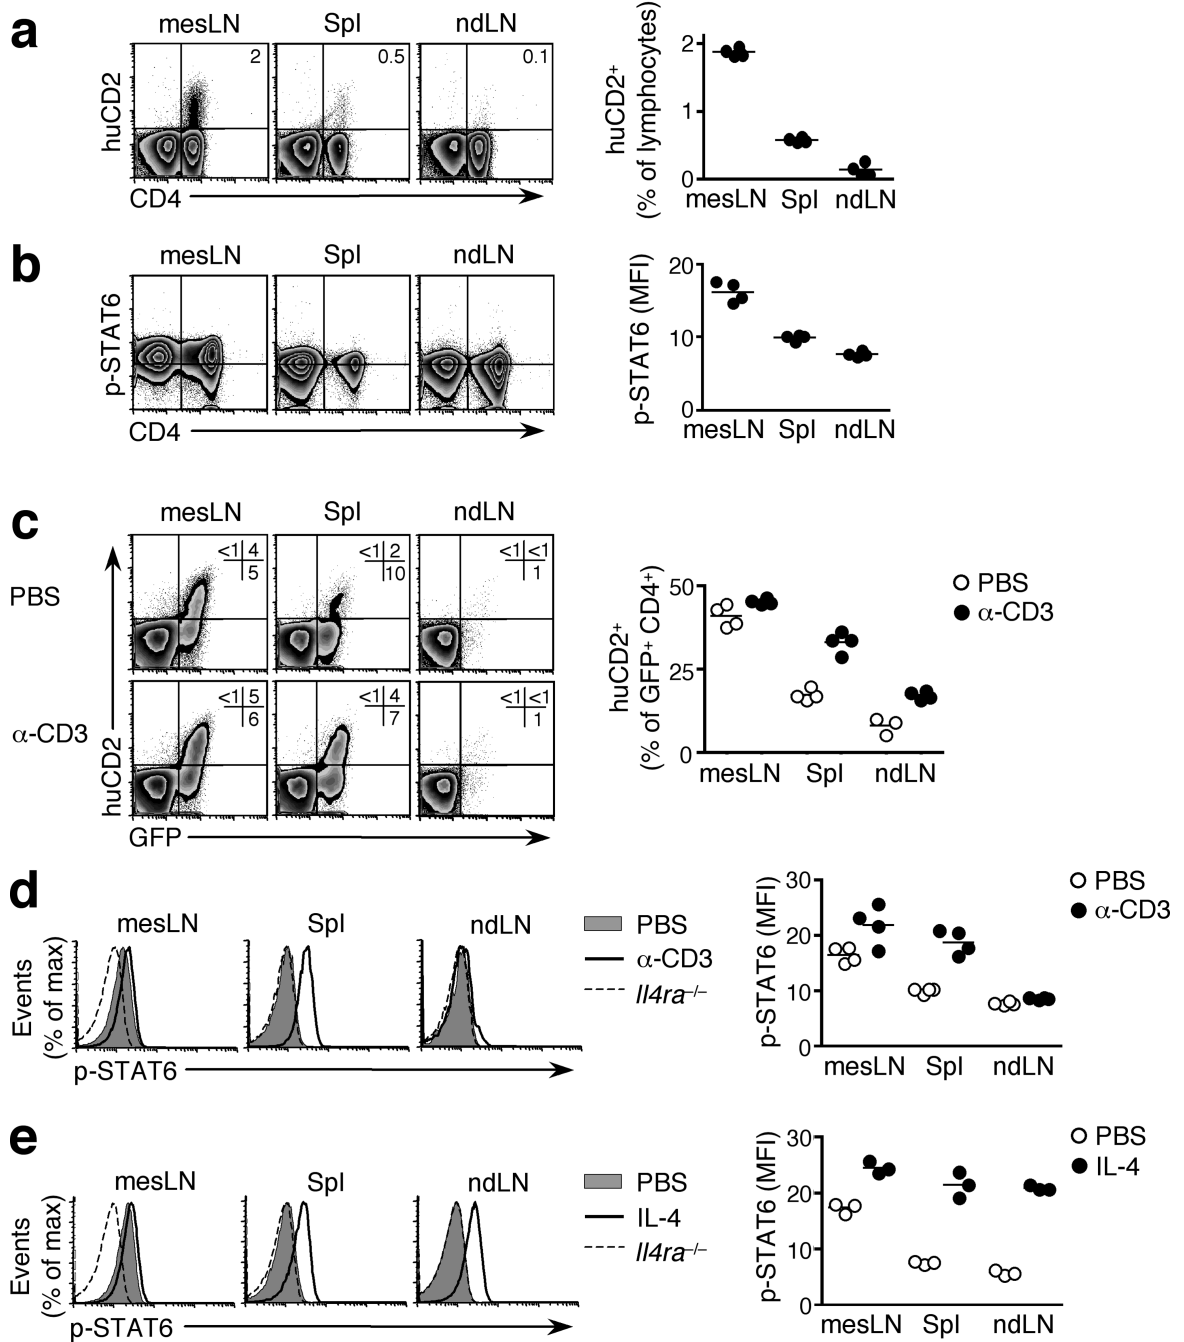 a
mesLN Spl ndLN
huCD2
2 0.5 0.1
CD4
huCD2⁺
(% of lymphocytes)
2
1
0
mesLN Spl ndLN
b
mesLN Spl ndLN
p-STAT6
CD4
p-STAT6 (MFI)
20
10
0
mesLN Spl ndLN
c
mesLN Spl ndLN
PBS
<1 4 <1 2 <1 <1
5 10 1
α-CD3
<1 5 <1 4 <1 <1
6 7 1
huCD2
GFP
huCD2⁺
(% of GFP⁺ CD4⁺)
50
25
0
mesLN Spl ndLN
PBS
α-CD3
d
mesLN Spl ndLN
Events
(% of max)
p-STAT6
PBS
α-CD3
Il4ra⁻/⁻
p-STAT6 (MFI)
30
20
10
0
mesLN Spl ndLN
PBS
α-CD3
e
mesLN Spl ndLN
Events
(% of max)
p-STAT6
PBS
IL-4
Il4ra⁻/⁻
p-STAT6 (MFI)
30
20
10
0
mesLN Spl ndLN
PBS
IL-4